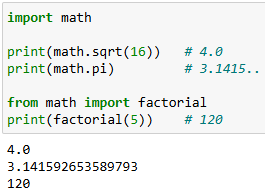 import math
print(math.sqrt(16))   # 4.0
print(math.pi)         # 3.1415..
from math import factorial
print(factorial(5))    # 120
4.0
3.141592653589793
120